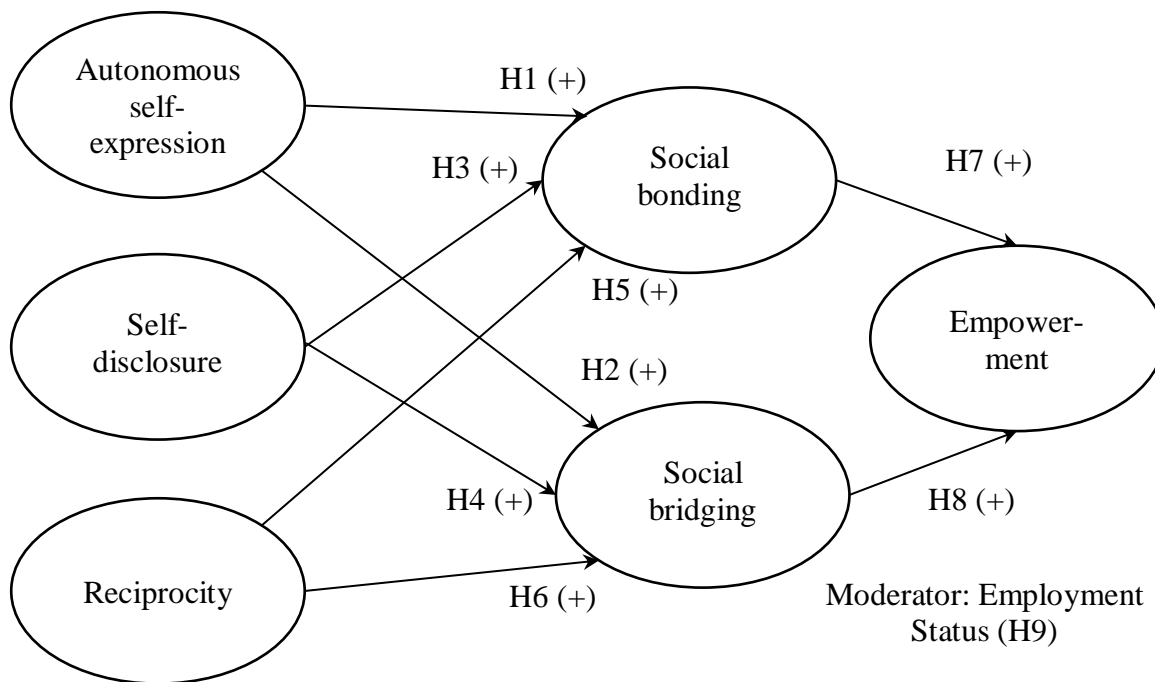 Autonomous
self-
expression
H1 (+)
H3 (+)
Social
bonding
H7 (+)
Self-
disclosure
H5 (+)
H2 (+)
Empower-
ment
Reciprocity
H4 (+)
H6 (+)
Social
bridging
H8 (+)
Moderator: Employment
Status (H9)